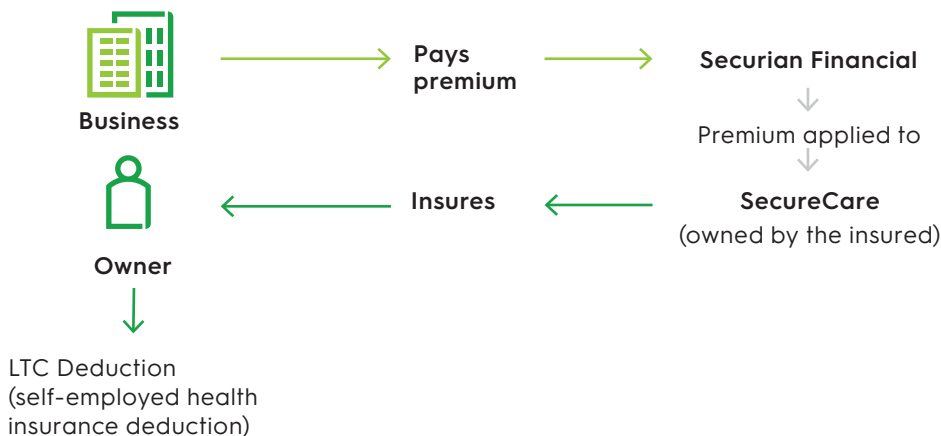 Business
Pays
premium
Securian Financial
Premium applied to
SecureCare
(owned by the insured)
Insures
Owner
LTC Deduction
(self-employed health
insurance deduction)